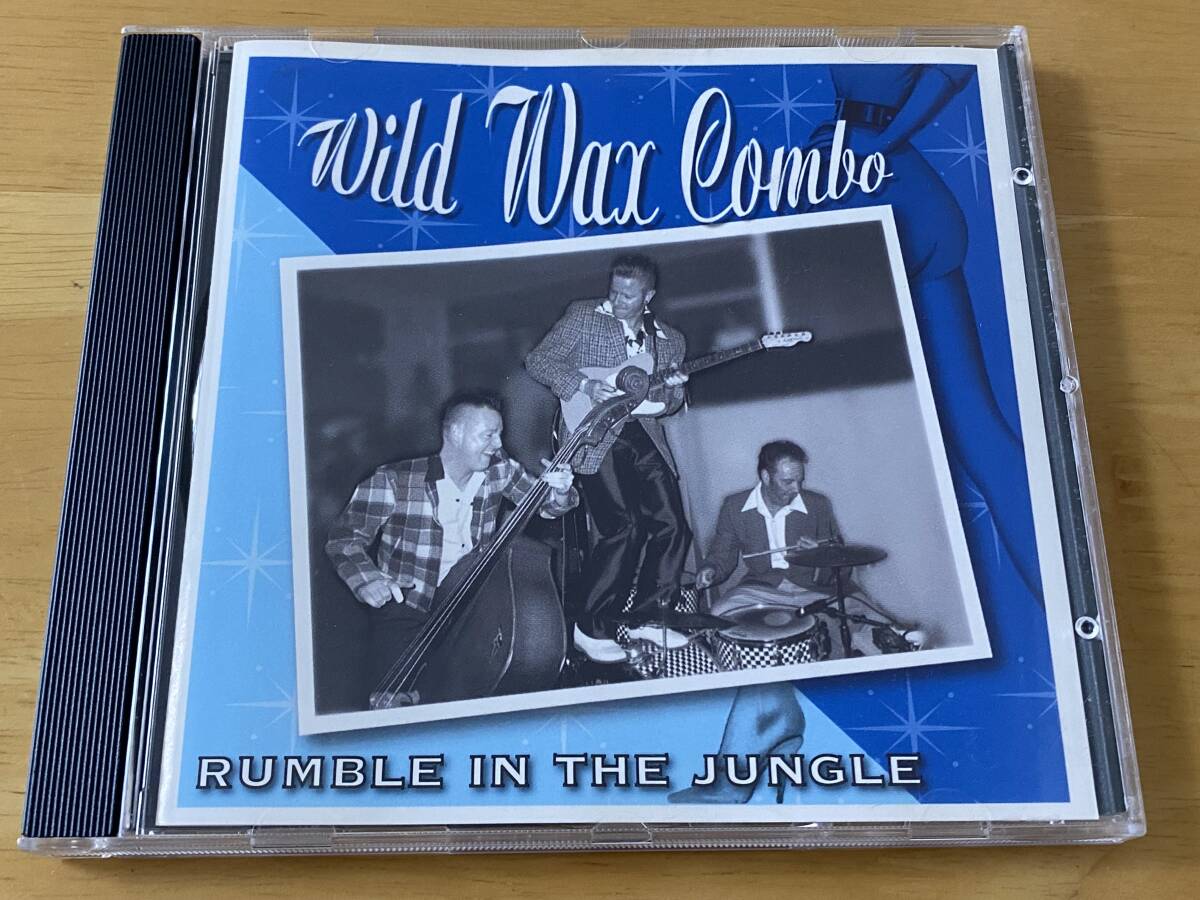 Wild Wax Combo
RUMBLE IN THE JUNGLE